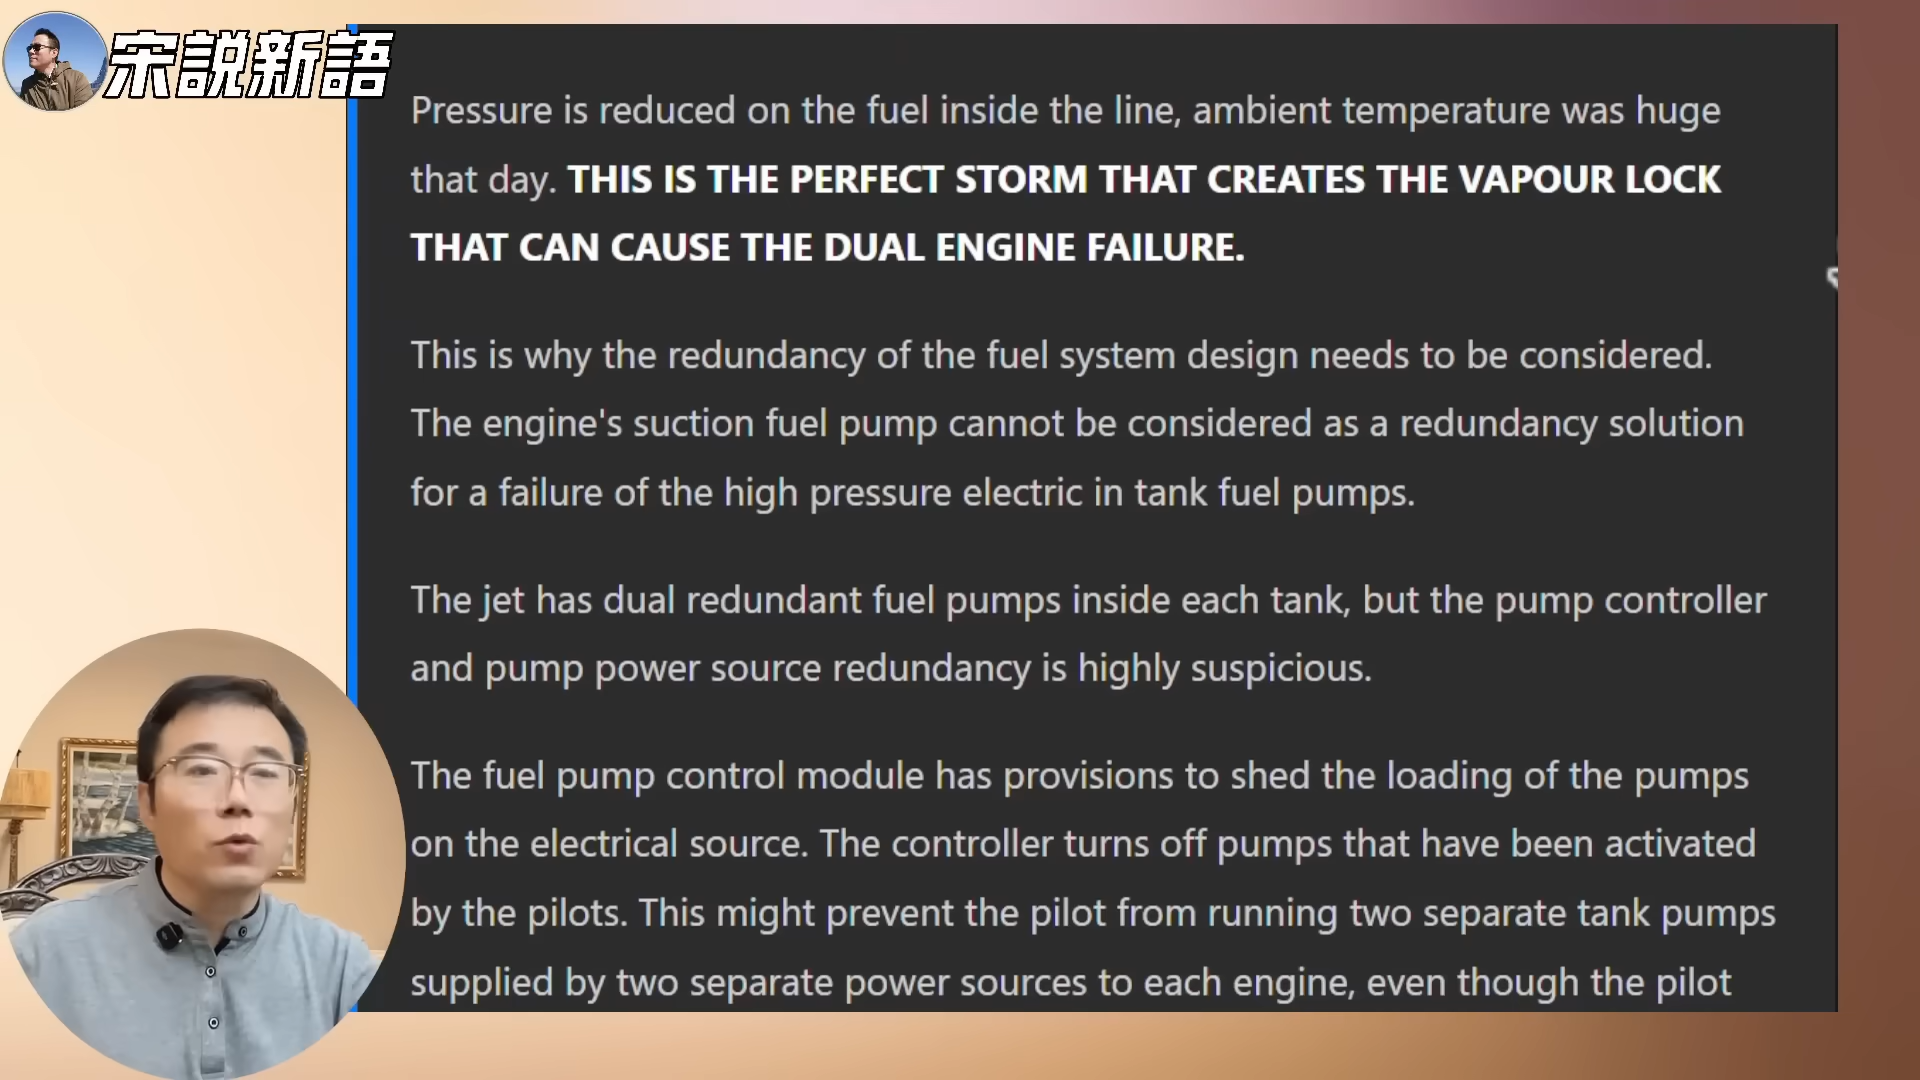 宋説新語
Pressure is reduced on the fuel inside the line, ambient temperature was huge
that day. THIS IS THE PERFECT STORM THAT CREATES THE VAPOUR LOCK
THAT CAN CAUSE THE DUAL ENGINE FAILURE.
This is why the redundancy of the fuel system design needs to be considered.
The engine's suction fuel pump cannot be considered as a redundancy solution
for a failure of the high pressure electric in tank fuel pumps.
The jet has dual redundant fuel pumps inside each tank, but the pump controller
and pump power source redundancy is highly suspicious.
The fuel pump control module has provisions to shed the loading of the pumps
on the electrical source. The controller turns off pumps that have been activated
by the pilots. This might prevent the pilot from running two separate tank pumps
supplied by two separate power sources to each engine, even though the pilot